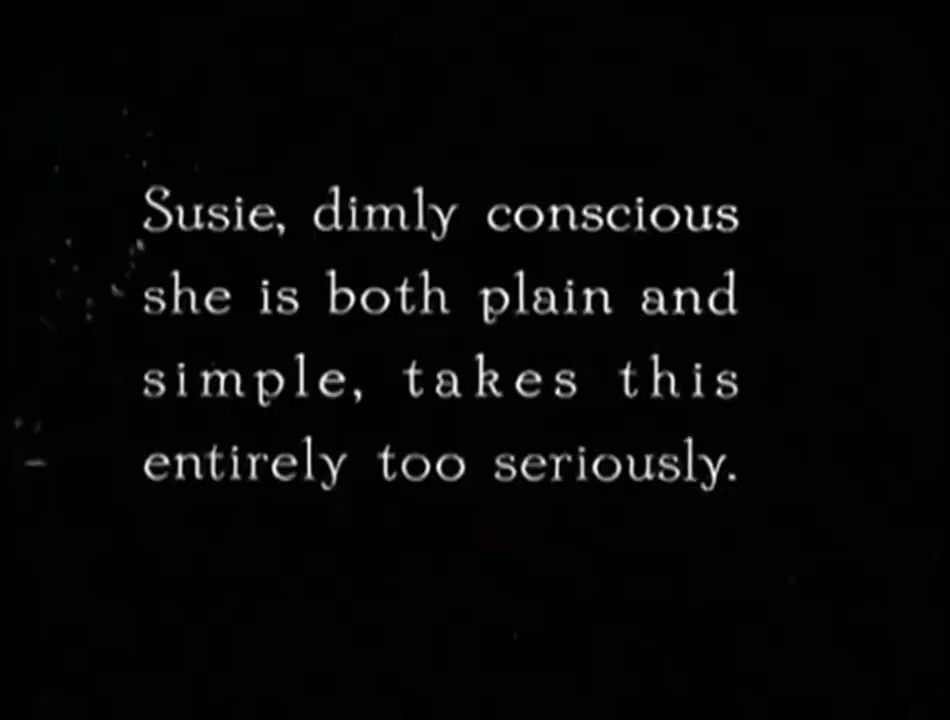 Susie, dimly conscious
she is both plain and
simple, takes this
entirely too seriously.